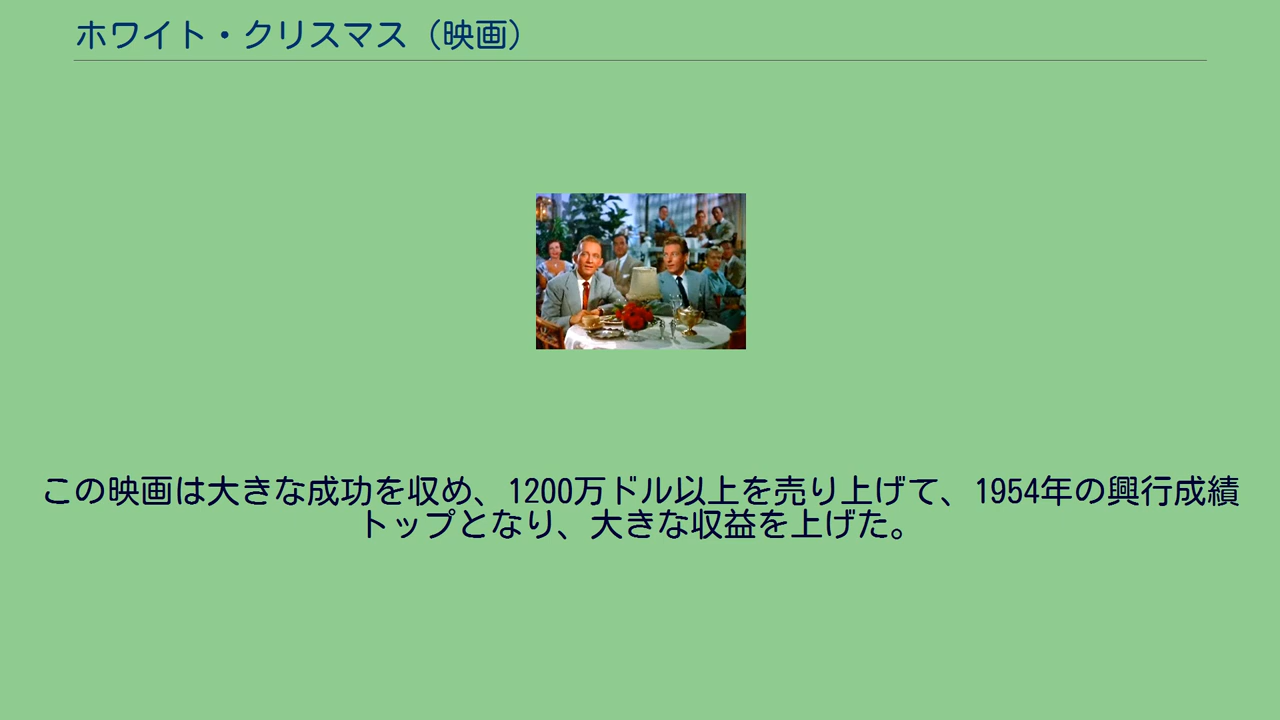 ホワイト・クリスマス（映画）
この映画は大きな成功を収め、1200万ドル以上を売り上げて、1954年の興行成績
トップとなり、大きな収益を上げた。